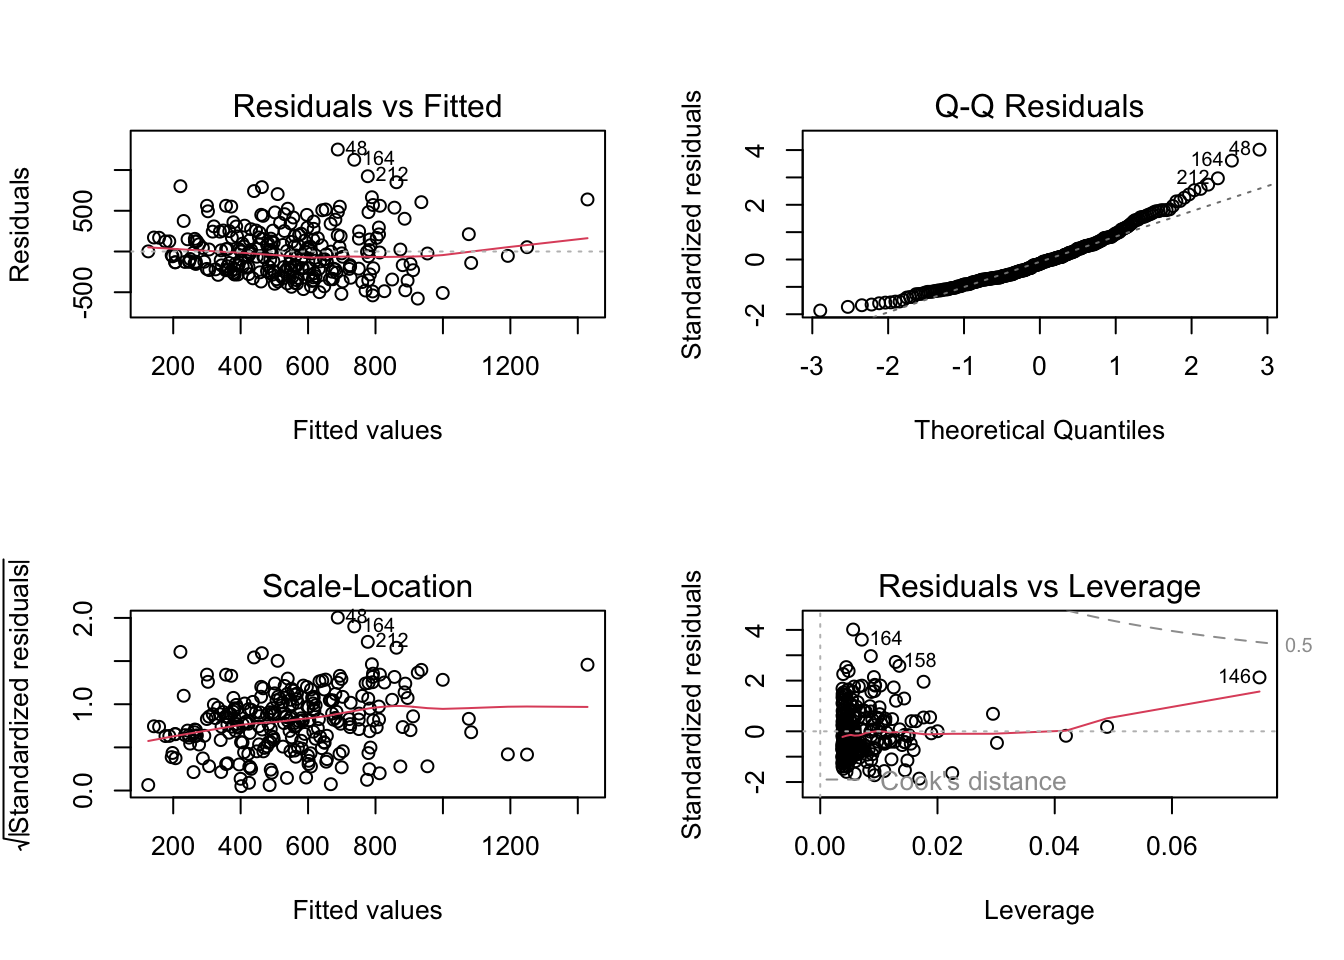 Residuals vs Fitted
Residuals
500
-500
48
164
212
200 400 600 800 1200
Fitted values
Q-Q Residuals
Standardized residuals
4
2
0
-2
48
164
212
-3 -2 -1 0 1 2 3
Theoretical Quantiles
Scale-Location
√|Standardized residuals|
2.0
1.0
0.0
48
164
212
200 400 600 800 1200
Fitted values
Residuals vs Leverage
Standardized residuals
4
2
0
-2
164
158
146
0.5
Cook's distance
0.00 0.02 0.04 0.06
Leverage